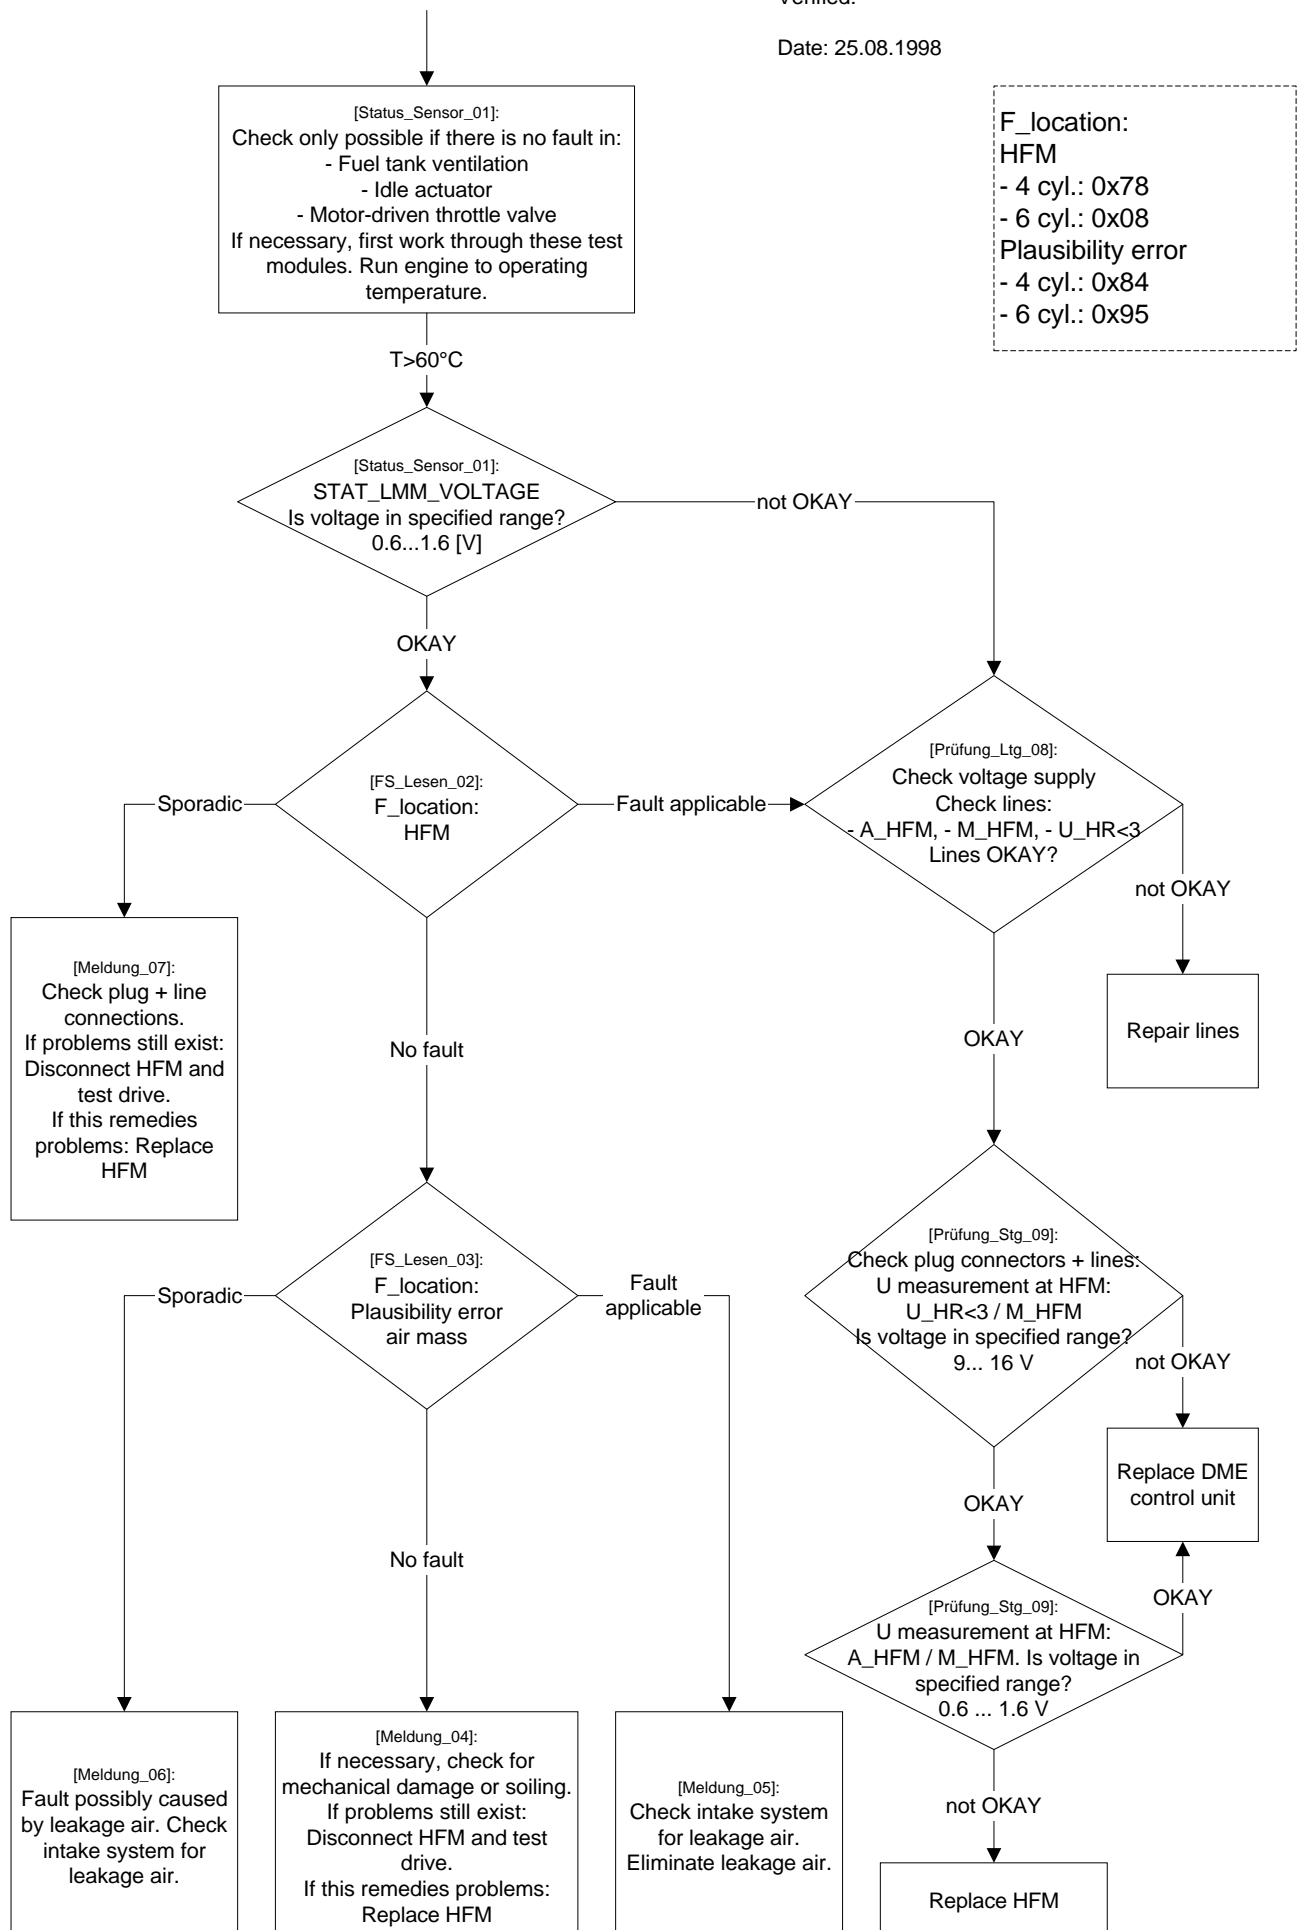 Verified:
Date: 25.08.1998
[Status_Sensor_01]:
Check only possible if there is no fault in:
- Fuel tank ventilation
- Idle actuator
- Motor-driven throttle valve
If necessary, first work through these test
modules. Run engine to operating
temperature.
F_location:
HFM
- 4 cyl.: 0x78
- 6 cyl.: 0x08
Plausibility error
- 4 cyl.: 0x84
- 6 cyl.: 0x95
T>60°C
[Status_Sensor_01]:
STAT_LMM_VOLTAGE
Is voltage in specified range?
0.6...1.6 [V]
not OKAY
OKAY
[FS_Lesen_02]:
F_location:
HFM
Sporadic
Fault applicable
[Prüfung_Ltg_08]:
Check voltage supply
Check lines:
- A_HFM, - M_HFM, - U_HR<3
Lines OKAY?
not OKAY
[Meldung_07]:
Check plug + line
connections.
If problems still exist:
Disconnect HFM and
test drive.
If this remedies
problems: Replace
HFM
No fault
OKAY
Repair lines
[FS_Lesen_03]:
F_location:
Plausibility error
air mass
Sporadic
Fault
applicable
[Prüfung_Stg_09]:
Check plug connectors + lines:
U measurement at HFM:
U_HR<3 / M_HFM
Is voltage in specified range?
9... 16 V
not OKAY
Replace DME
control unit
OKAY
No fault
[Prüfung_Stg_09]:
U measurement at HFM:
A_HFM / M_HFM. Is voltage in
specified range?
0.6 ... 1.6 V
OKAY
[Meldung_06]:
Fault possibly caused
by leakage air. Check
intake system for
leakage air.
[Meldung_04]:
If necessary, check for
mechanical damage or soiling.
If problems still exist:
Disconnect HFM and test
drive.
If this remedies problems:
Replace HFM
[Meldung_05]:
Check intake system
for leakage air.
Eliminate leakage air.
not OKAY
Replace HFM